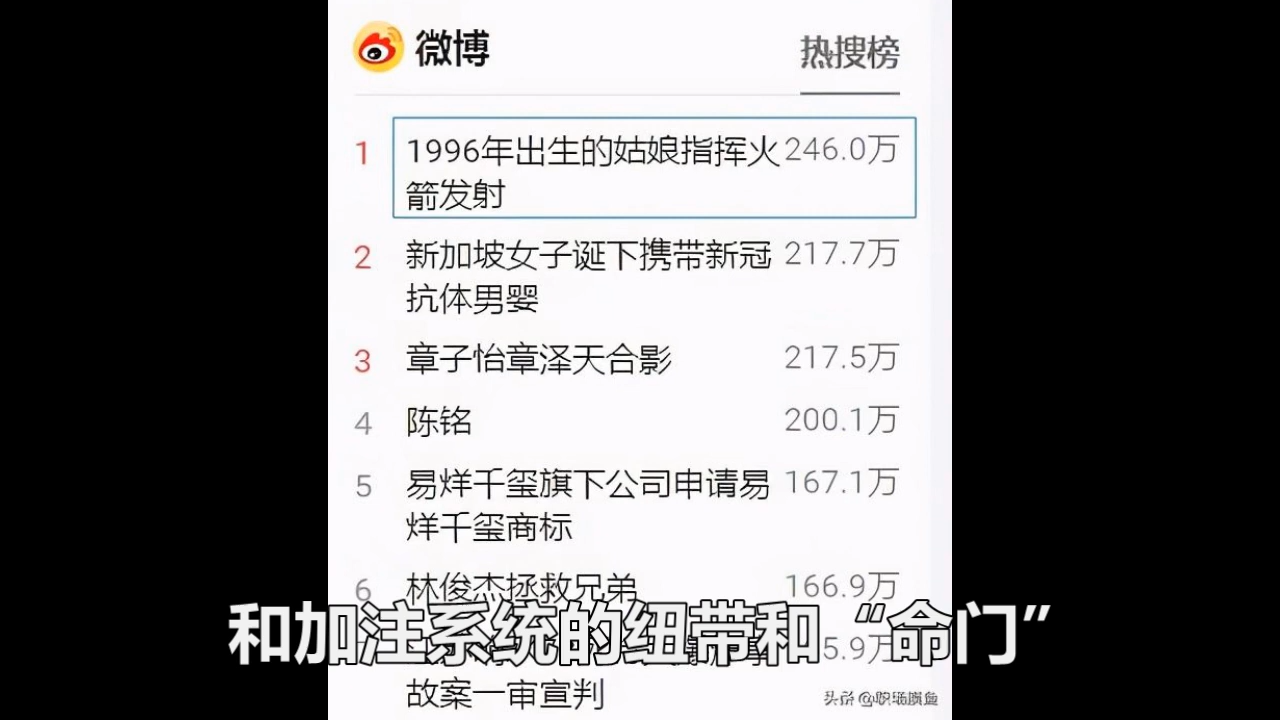 微博
热搜榜
1 1996年出生的姑娘指挥火 246.0万
箭发射
2 新加坡女子诞下携带新冠 217.7万
抗体男婴
3 章子怡章泽天合影 217.5万
4 陈铭 200.1万
5 易烊千玺旗下公司申请易 167.1万
烊千玺商标
6 林俊杰拯救兄弟 166.9万
和加注系统的纽带和“命门”
5.9万
故案一审宣判
头条 @职场